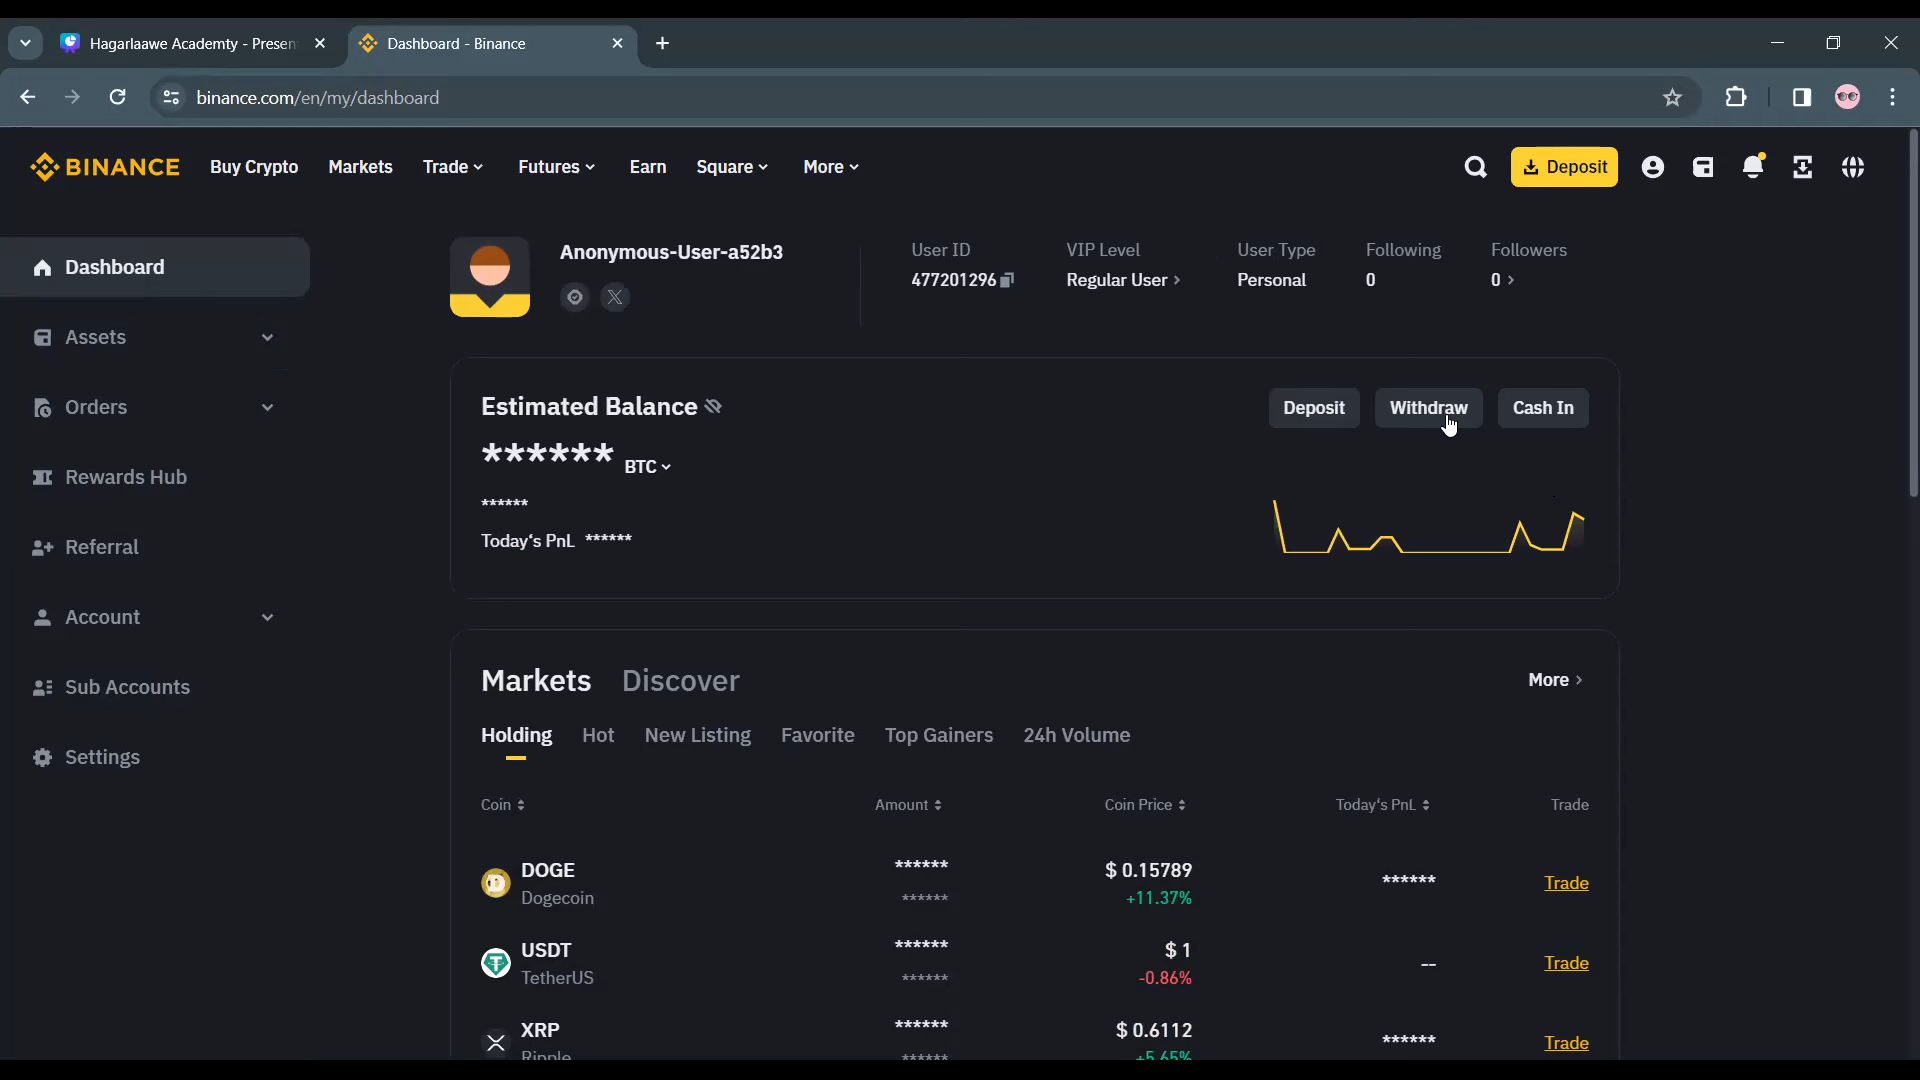 Hagarlaawe Academty - Presen
Dashboard - Binance
binance.com/en/my/dashboard
BINANCE
Buy Crypto
Markets
Trade
Futures
Earn
Square
More
Deposit
Dashboard
Assets
Orders
Rewards Hub
Referral
Account
Sub Accounts
Settings
Anonymous-User-a52b3
User ID
477201296
VIP Level
Regular User
User Type
Personal
Following
0
Followers
0
Estimated Balance
Deposit
Withdraw
Cash In
****** BTC
******
Today's PnL ******
Markets
Discover
More
Holding
Hot
New Listing
Favorite
Top Gainers
24h Volume
Coin
Amount
Coin Price
Today's PnL
Trade
DOGE
Dogecoin
******
******
$ 0.15789
+11.37%
******
Trade
USDT
TetherUS
******
******
$ 1
-0.86%
--
Trade
XRP
Ripple
******
******
$ 0.6112
+5.65%
******
Trade